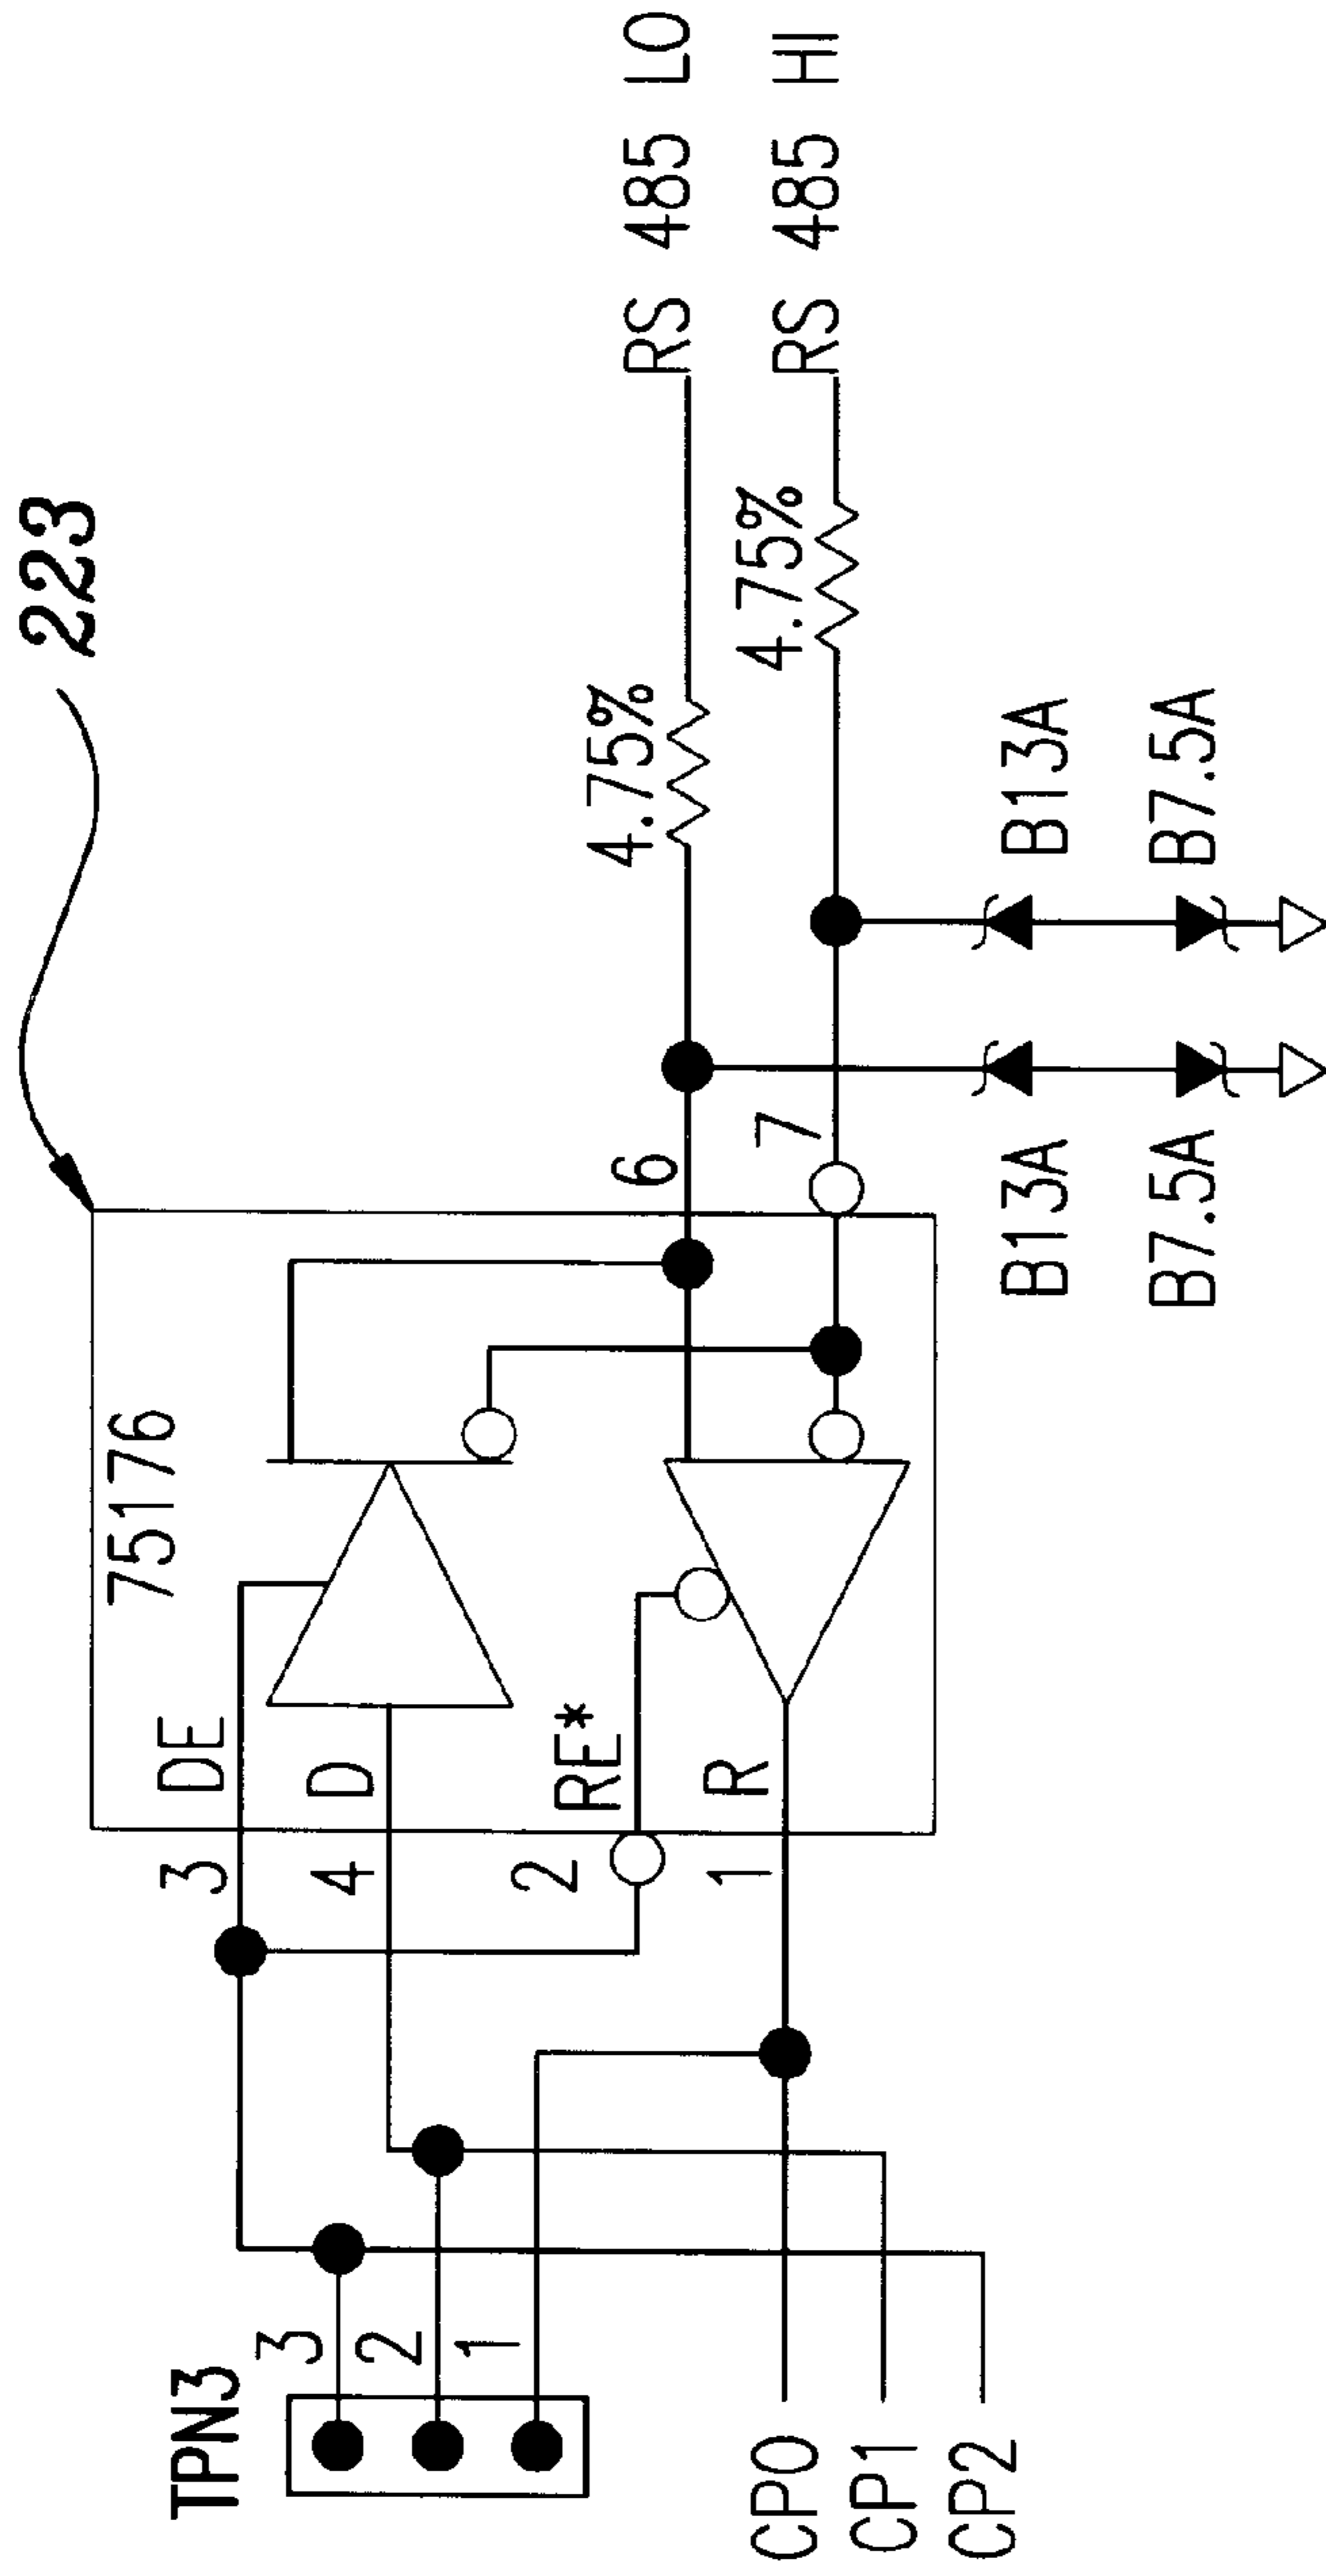 223
75176
TPN3
3
2
1
3
DE
4
D
2
RE*
1
R
6
7
4.75%
RS 485 LO
4.75%
RS 485 HI
CP0
CP1
CP2
B13A
B13A
B7.5A
B7.5A